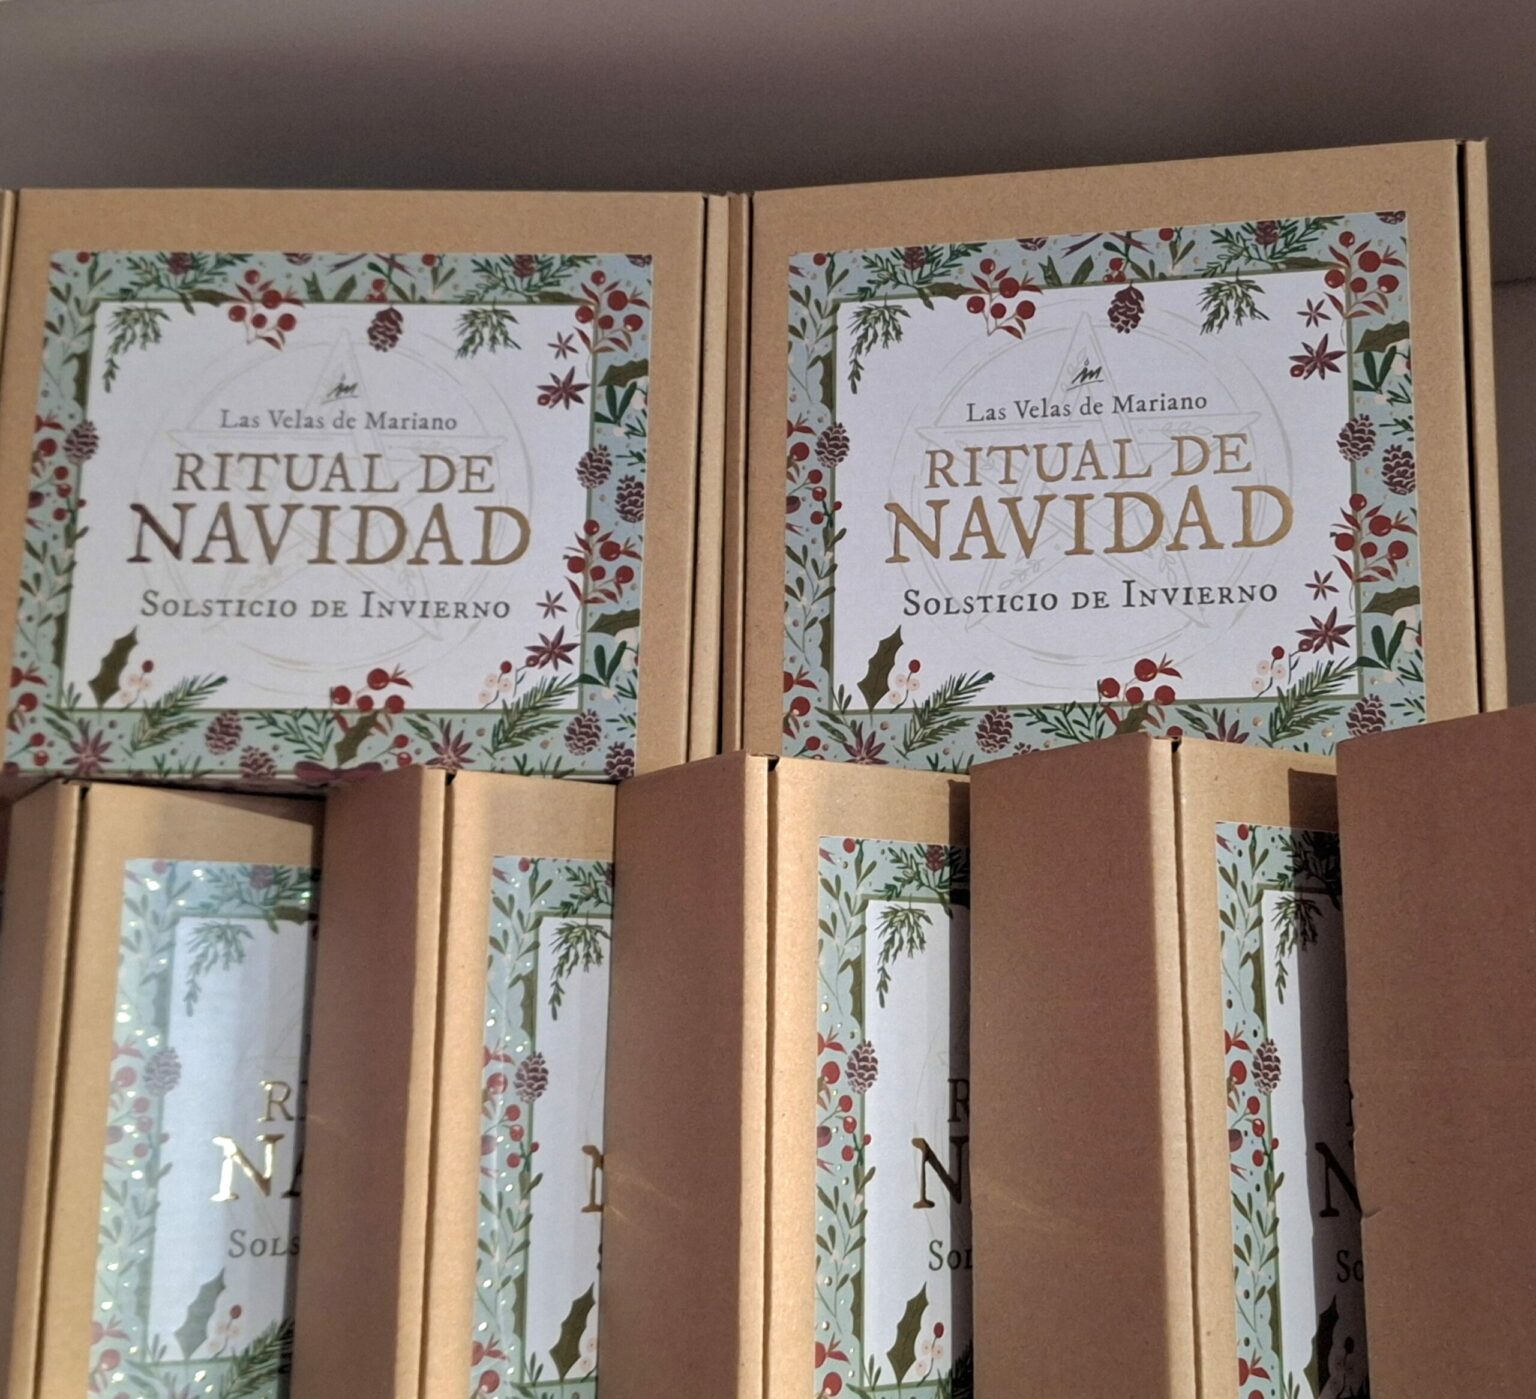 Las Velas de Mariano
RITUAL DE
NAVIDAD
Solsticio de Invierno
Las Velas de Mariano
RITUAL DE
NAVIDAD
Solsticio de Invierno